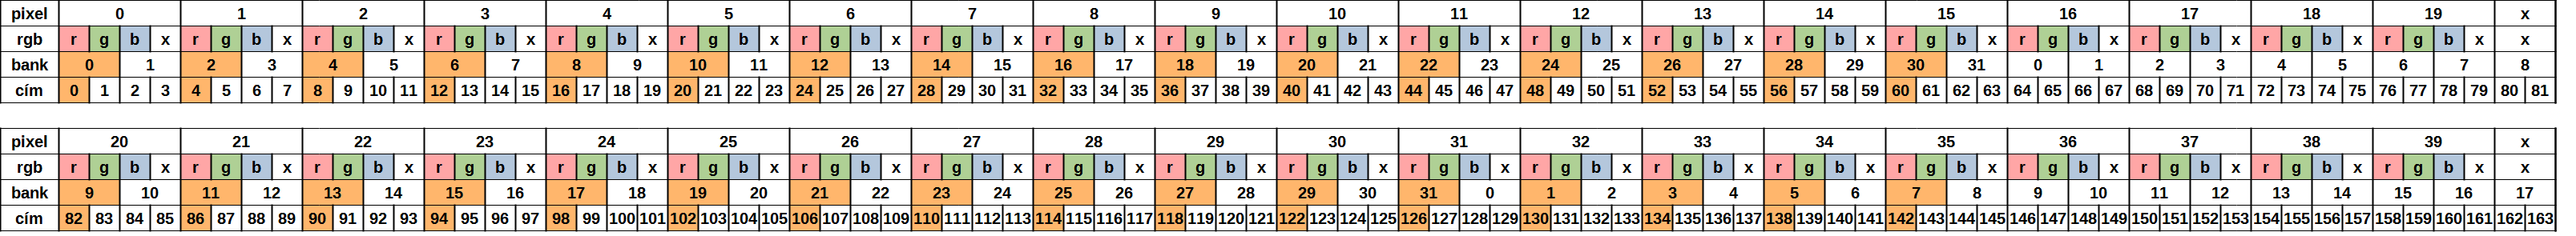 pixel 0 1 2 3 4 5 6 7 8 9 10 11 12 13 14 15 16 17 18 19 x
rgb r g b x r g b x r g b x r g b x r g b x r g b x r g b x r g b x r g b x r g b x r g b x r g b x r g b x r g b x r g b x r g b x r g b x r g b x r g b x r g b x x
bank 0 1 2 3 4 5 6 7 8 9 10 11 12 13 14 15 16 17 18 19 20 21 22 23 24 25 26 27 28 29 30 31 0 1 2 3 4 5 6 7 8
cím 0 1 2 3 4 5 6 7 8 9 10 11 12 13 14 15 16 17 18 19 20 21 22 23 24 25 26 27 28 29 30 31 32 33 34 35 36 37 38 39 40 41 42 43 44 45 46 47 48 49 50 51 52 53 54 55 56 57 58 59 60 61 62 63 64 65 66 67 68 69 70 71 72 73 74 75 76 77 78 79 80 81
pixel 20 21 22 23 24 25 26 27 28 29 30 31 32 33 34 35 36 37 38 39 x
rgb r g b x r g b x r g b x r g b x r g b x r g b x r g b x r g b x r g b x r g b x r g b x r g b x r g b x r g b x r g b x r g b x r g b x r g b x r g b x r g b x x
bank 9 10 11 12 13 14 15 16 17 18 19 20 21 22 23 24 25 26 27 28 29 30 31 0 1 2 3 4 5 6 7 8 9 10 11 12 13 14 15 16 17
cím 82 83 84 85 86 87 88 89 90 91 92 93 94 95 96 97 98 99 100 101 102 103 104 105 106 107 108 109 110 111 112 113 114 115 116 117 118 119 120 121 122 123 124 125 126 127 128 129 130 131 132 133 134 135 136 137 138 139 140 141 142 143 144 145 146 147 148 149 150 151 152 153 154 155 156 157 158 159 160 161 162 163